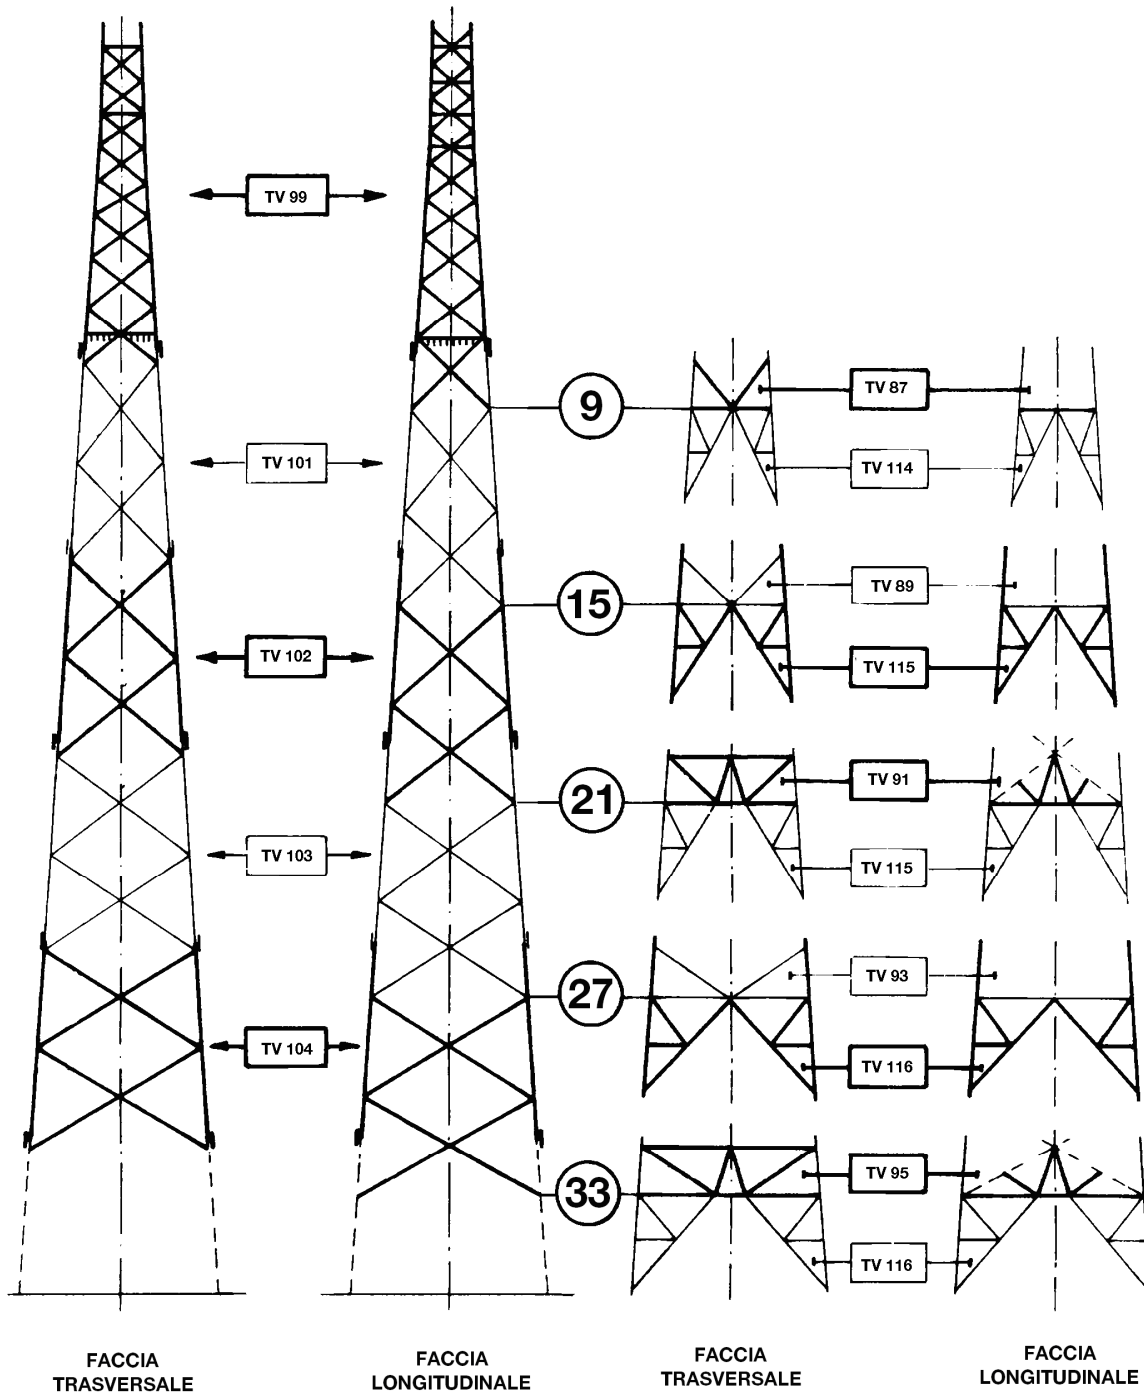 TV 99
9
TV 87
TV 101
TV 114
15
TV 89
TV 102
TV 115
21
TV 91
TV 103
TV 115
27
TV 93
TV 104
TV 116
33
TV 95
TV 116
FACCIA
TRASVERSALE
FACCIA
LONGITUDINALE
FACCIA
TRASVERSALE
FACCIA
LONGITUDINALE